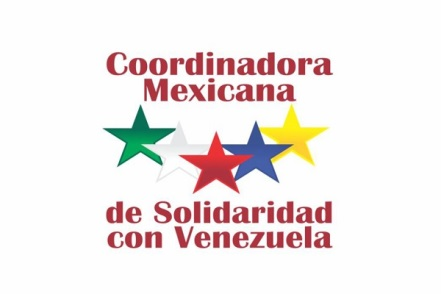 Coordinadora
Mexicana
de Solidaridad
con Venezuela